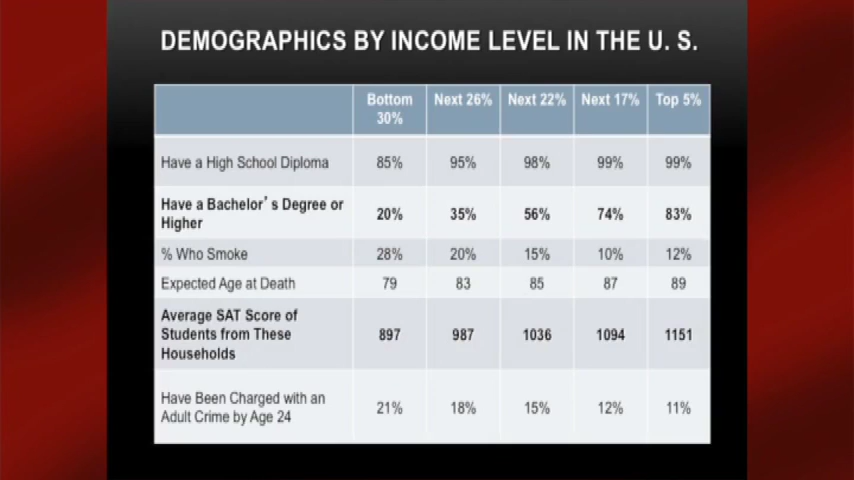 DEMOGRAPHICS BY INCOME LEVEL IN THE U. S.
Bottom 30% Next 26% Next 22% Next 17% Top 5%
Have a High School Diploma 85% 95% 98% 99% 99%
Have a Bachelor's Degree or Higher 20% 35% 56% 74% 83%
% Who Smoke 28% 20% 15% 10% 12%
Expected Age at Death 79 83 85 87 89
Average SAT Score of Students from These Households 897 987 1036 1094 1151
Have Been Charged with an Adult Crime by Age 24 21% 18% 15% 12% 11%